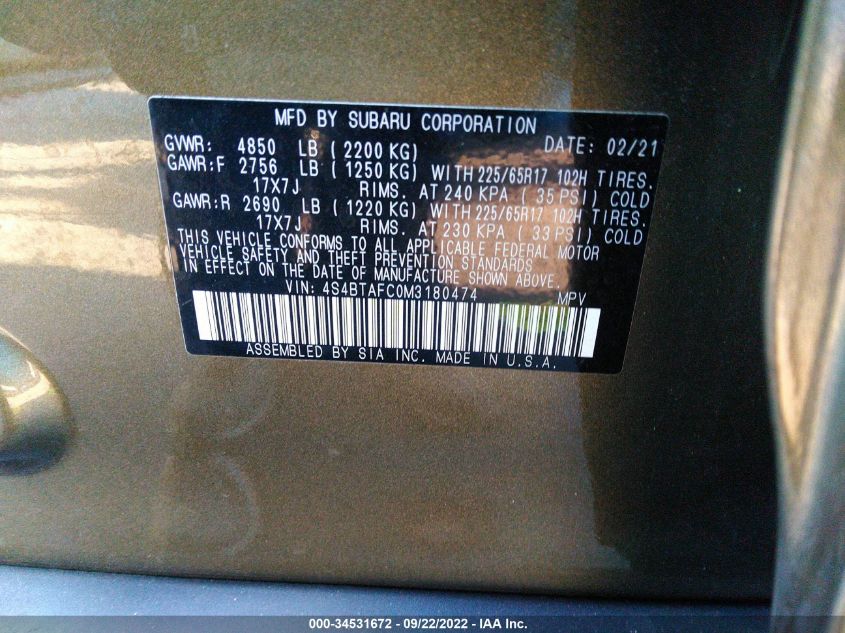 MFD BY SUBARU CORPORATION
GVWR: 4850 LB ( 2200 KG) DATE: 02/21
GAWR:F 2756 LB ( 1250 KG) WITH 225/65R17 102H TIRES.
17X7J RIMS. AT 240 KPA ( 35 PSI) COLD
GAWR:R 2690 LB ( 1220 KG) WITH 225/65R17 102H TIRES.
17X7J RIMS. AT 230 KPA ( 33 PSI) COLD
THIS VEHICLE CONFORMS TO ALL APPLICABLE FEDERAL MOTOR
VEHICLE SAFETY AND THEFT PREVENTION STANDARDS
IN EFFECT ON THE DATE OF MANUFACTURE SHOWN ABOVE.
VIN: 4S4BTAFC0M3180474 MPV
ASSEMBLED BY SIA INC. MADE IN U.S.A.
000-34531672 - 09/22/2022 - IAA Inc.